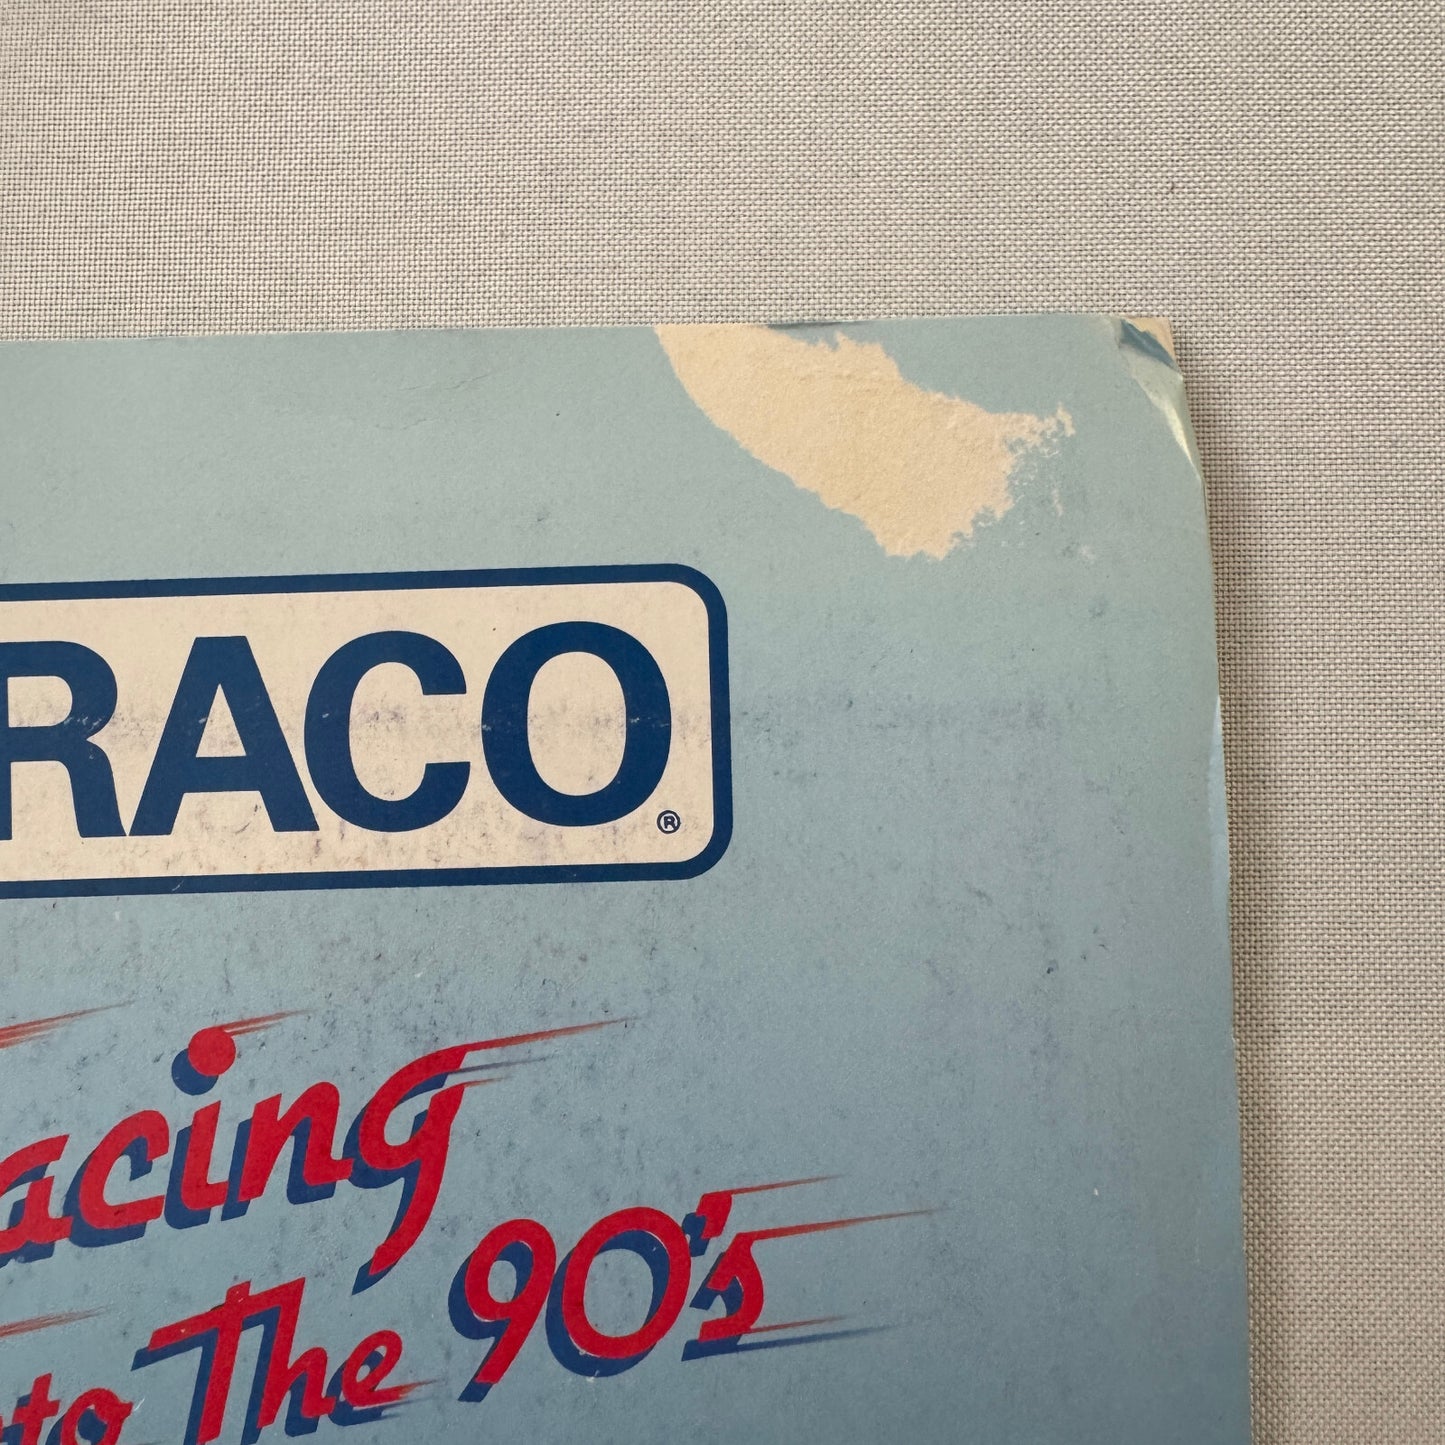 RACO®
acing
to The 90's